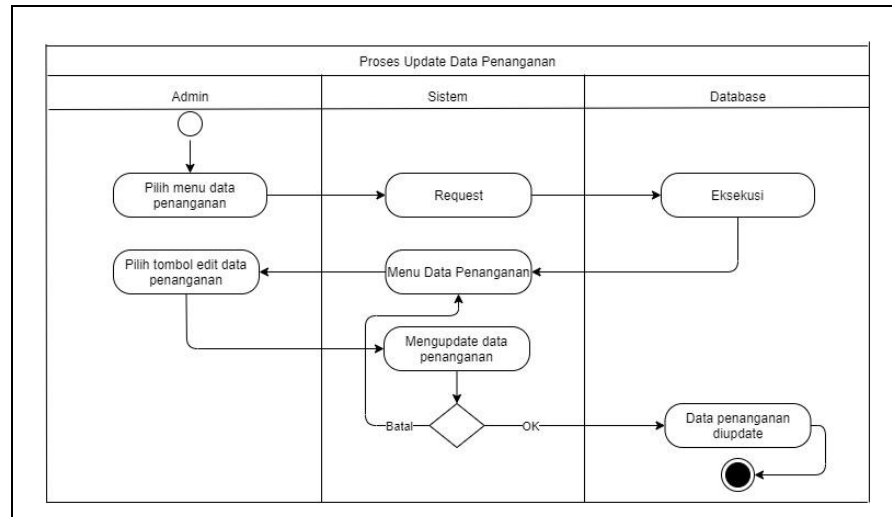 Proses Update Data Penanganan
Admin
Sistem
Database
Pilih menu data
penanganan
Request
Eksekusi
Pilih tombol edit data
penanganan
Menu Data Penanganan
Mengupdate data
penanganan
Batal
OK
Data penanganan
diupdate